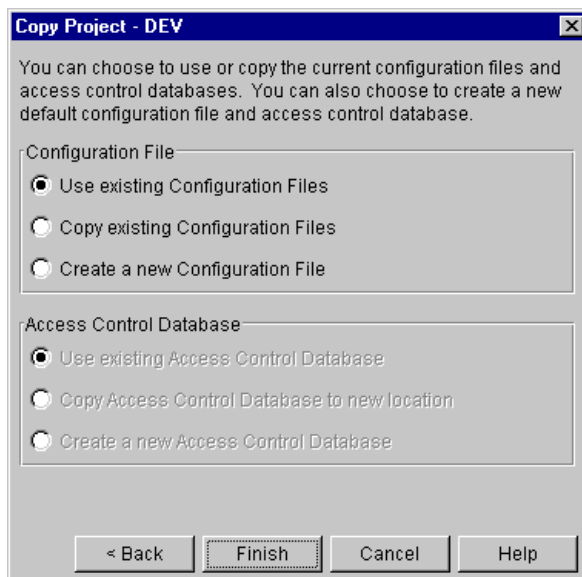 Copy Project - DEV
You can choose to use or copy the current configuration files and
access control databases. You can also choose to create a new
default configuration file and access control database.
Configuration File
Use existing Configuration Files
Copy existing Configuration Files
Create a new Configuration File
Access Control Database
Use existing Access Control Database
Copy Access Control Database to new location
Create a new Access Control Database
< Back Finish Cancel Help